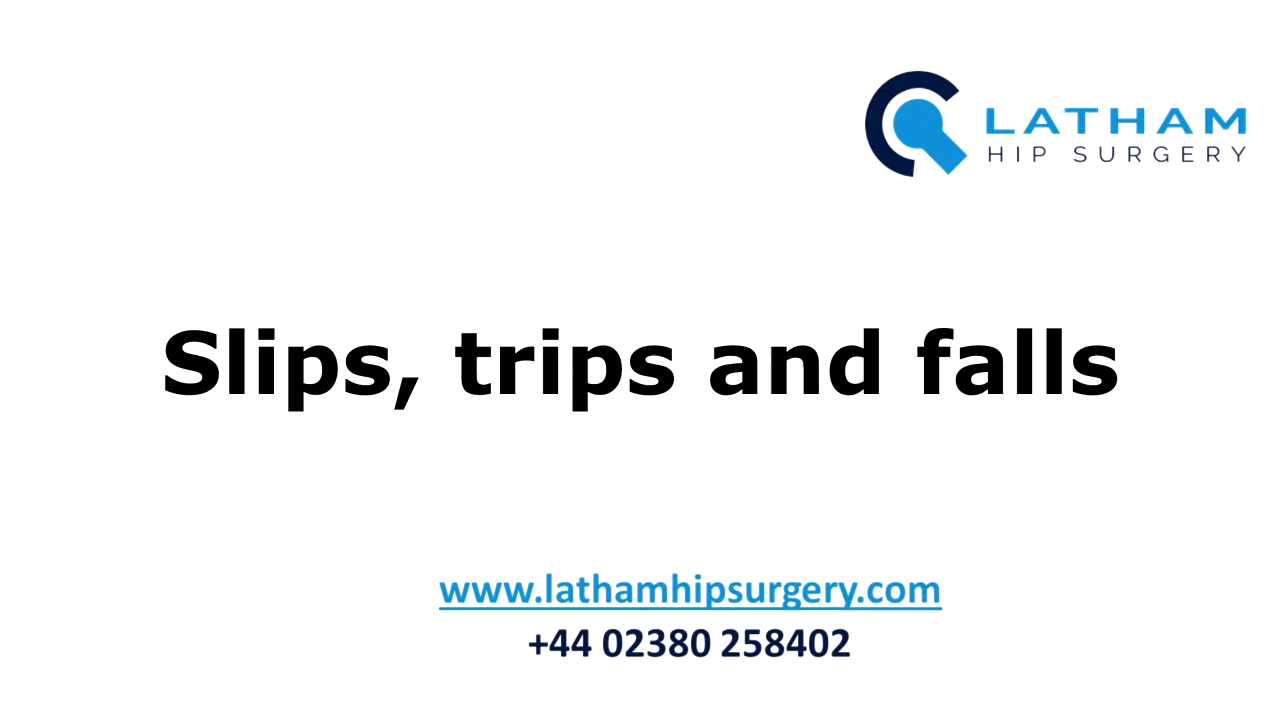 LATHAM
HIP SURGERY
Slips, trips and falls
www.lathamhipsurgery.com
+44 02380 258402